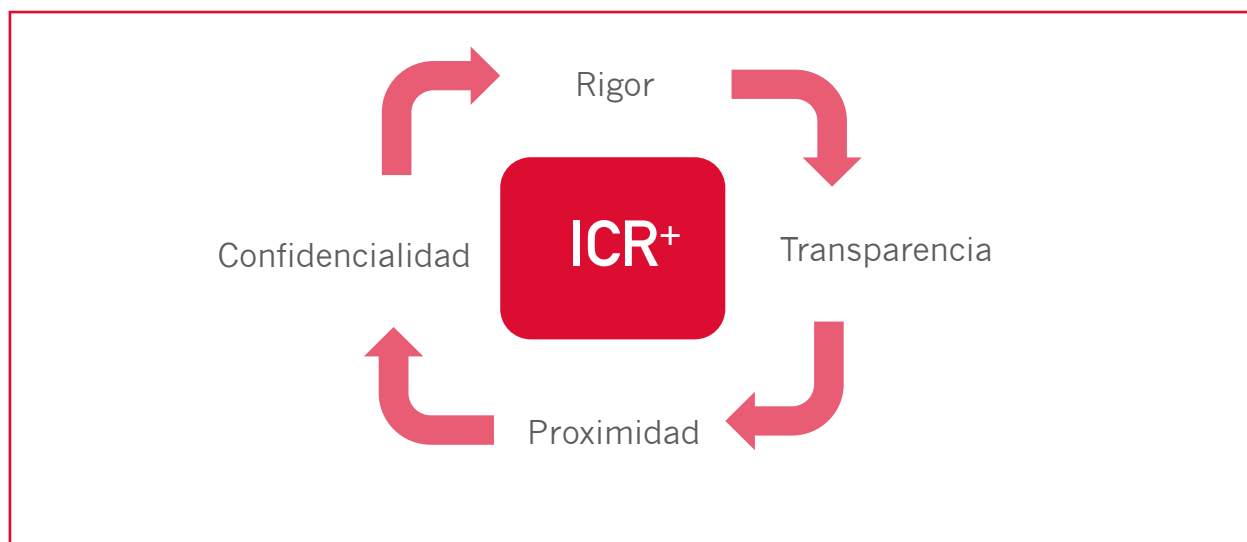 Rigor
ICR⁺
Confidencialidad
Transparencia
Proximidad